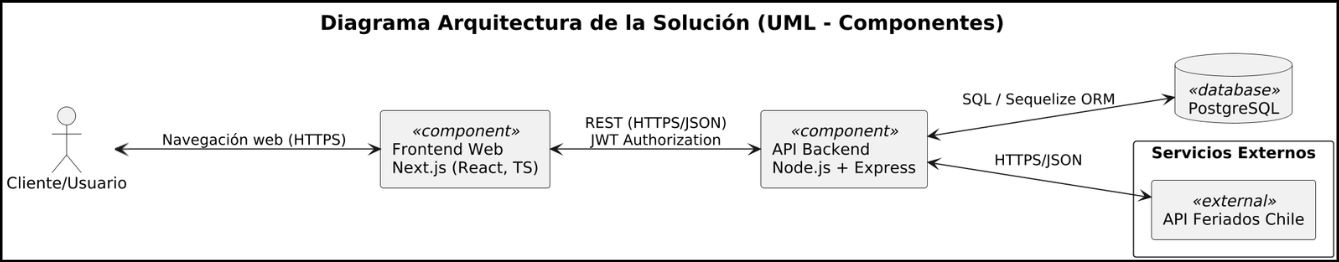 Diagrama Arquitectura de la Solución (UML - Componentes)
Cliente/Usuario
Navegación web (HTTPS)
«component»
Frontend Web
Next.js (React, TS)
REST (HTTPS/JSON)
JWT Authorization
«component»
API Backend
Node.js + Express
SQL / Sequelize ORM
«database»
PostgreSQL
HTTPS/JSON
Servicios Externos
«external»
API Feriados Chile